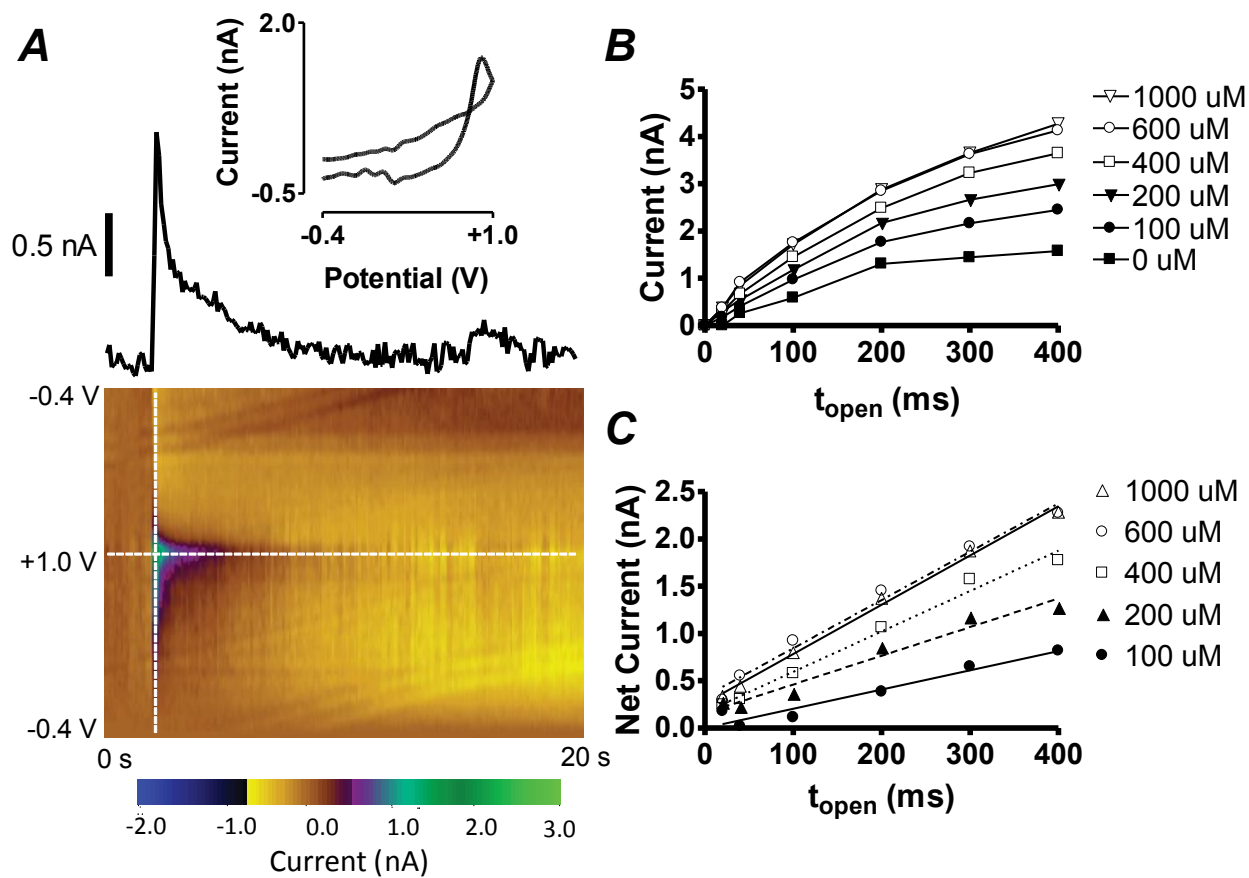 A
2.0
Current (nA)
-0.5
-0.4
+1.0
Potential (V)
0.5 nA
-0.4 V
+1.0 V
-0.4 V
0 s
20 s
-2.0 -1.0 0.0 1.0 2.0 3.0
Current (nA)
B
5
4
3
2
1
0
Current (nA)
0 100 200 300 400
topen (ms)
1000 uM
600 uM
400 uM
200 uM
100 uM
0 uM
C
2.5
2.0
1.5
1.0
0.5
0.0
Net Current (nA)
0 100 200 300 400
topen (ms)
1000 uM
600 uM
400 uM
200 uM
100 uM